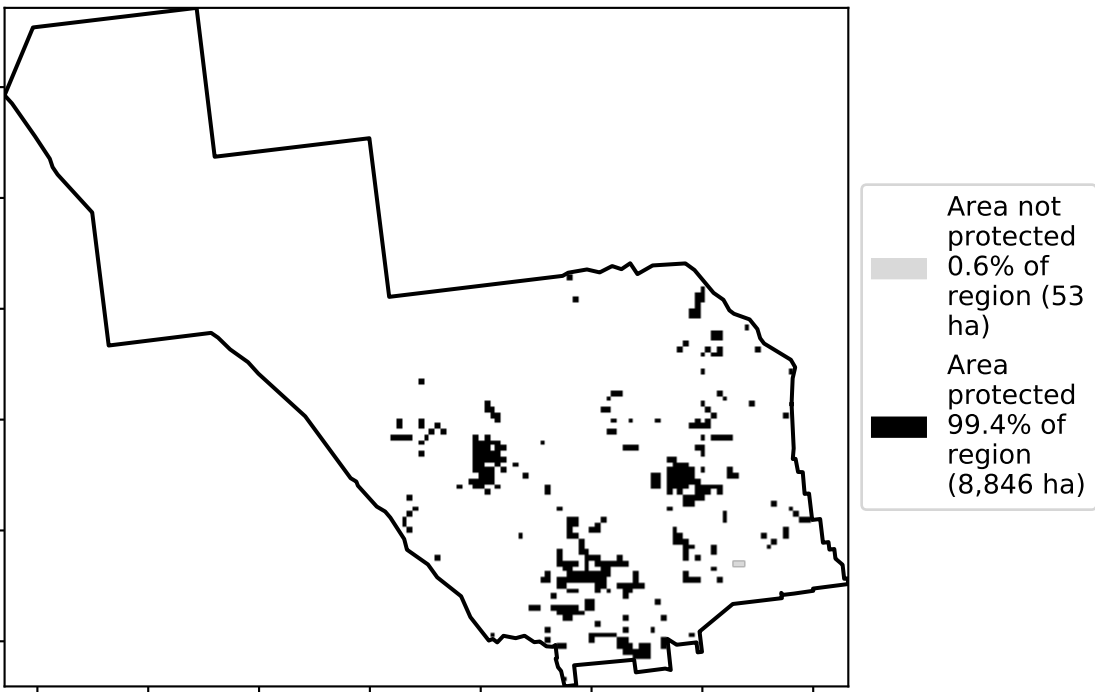 Area not
protected
0.6% of
region (53
ha)
Area
protected
99.4% of
region
(8,846 ha)